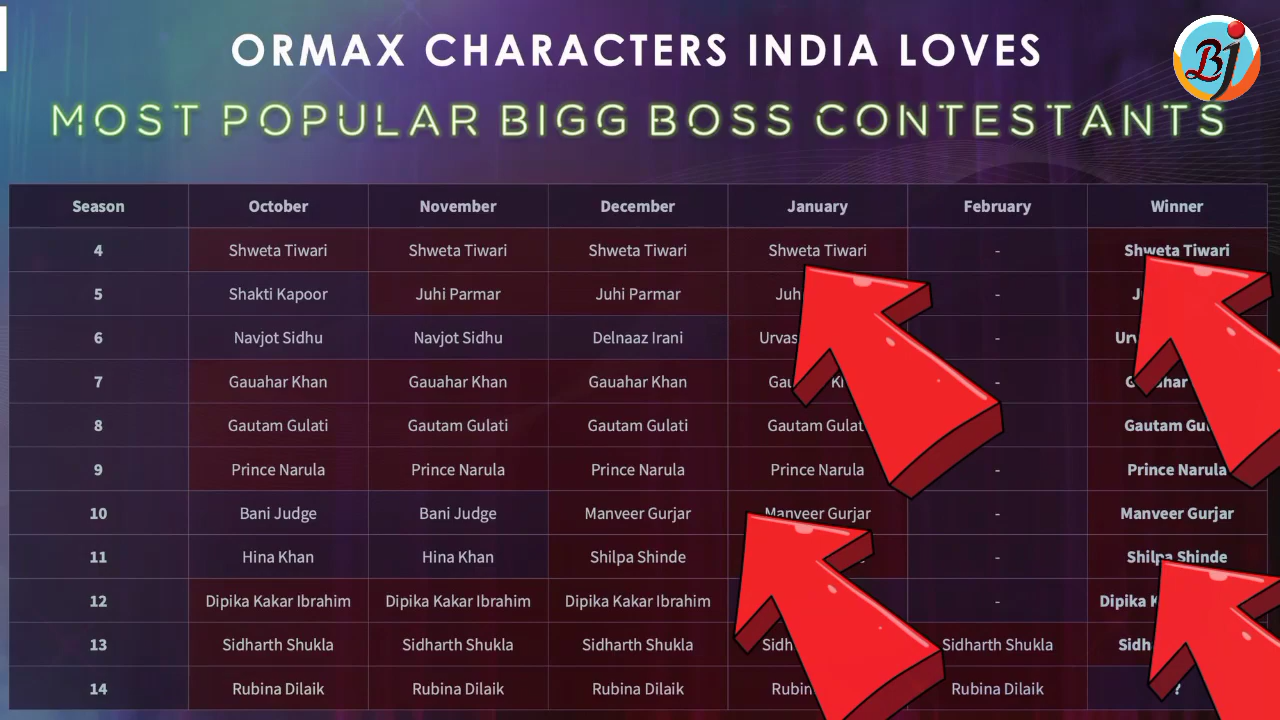 ORMAX CHARACTERS INDIA LOVES
Bj
MOST POPULAR BIGG BOSS CONTESTANTS
Season October November December January February Winner
4 Shweta Tiwari Shweta Tiwari Shweta Tiwari Shweta Tiwari - Shweta Tiwari
5 Shakti Kapoor Juhi Parmar Juhi Parmar -
6 Navjot Sidhu Navjot Sidhu Delnaaz Irani -
7 Gauahar Khan Gauahar Khan Gauahar Khan -
8 Gautam Gulati Gautam Gulati Gautam Gulati Gautam - Gautam
9 Prince Narula Prince Narula Prince Narula Prince Narula - Prince Narula
10 Bani Judge Bani Judge Manveer Gurjar Manveer Gurjar - Manveer Gurjar
11 Hina Khan Hina Khan Shilpa Shinde - Shilpa Shinde
12 Dipika Kakar Ibrahim Dipika Kakar Ibrahim Dipika Kakar Ibrahim - Dipika
13 Sidharth Shukla Sidharth Shukla Sidharth Shukla Sidharth Shukla
14 Rubina Dilaik Rubina Dilaik Rubina Dilaik Rubina Dilaik ?